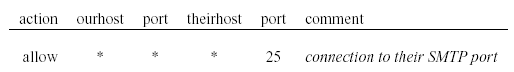 action ourhost port theirhost port comment
allow * * * 25 connection to their SMTP port